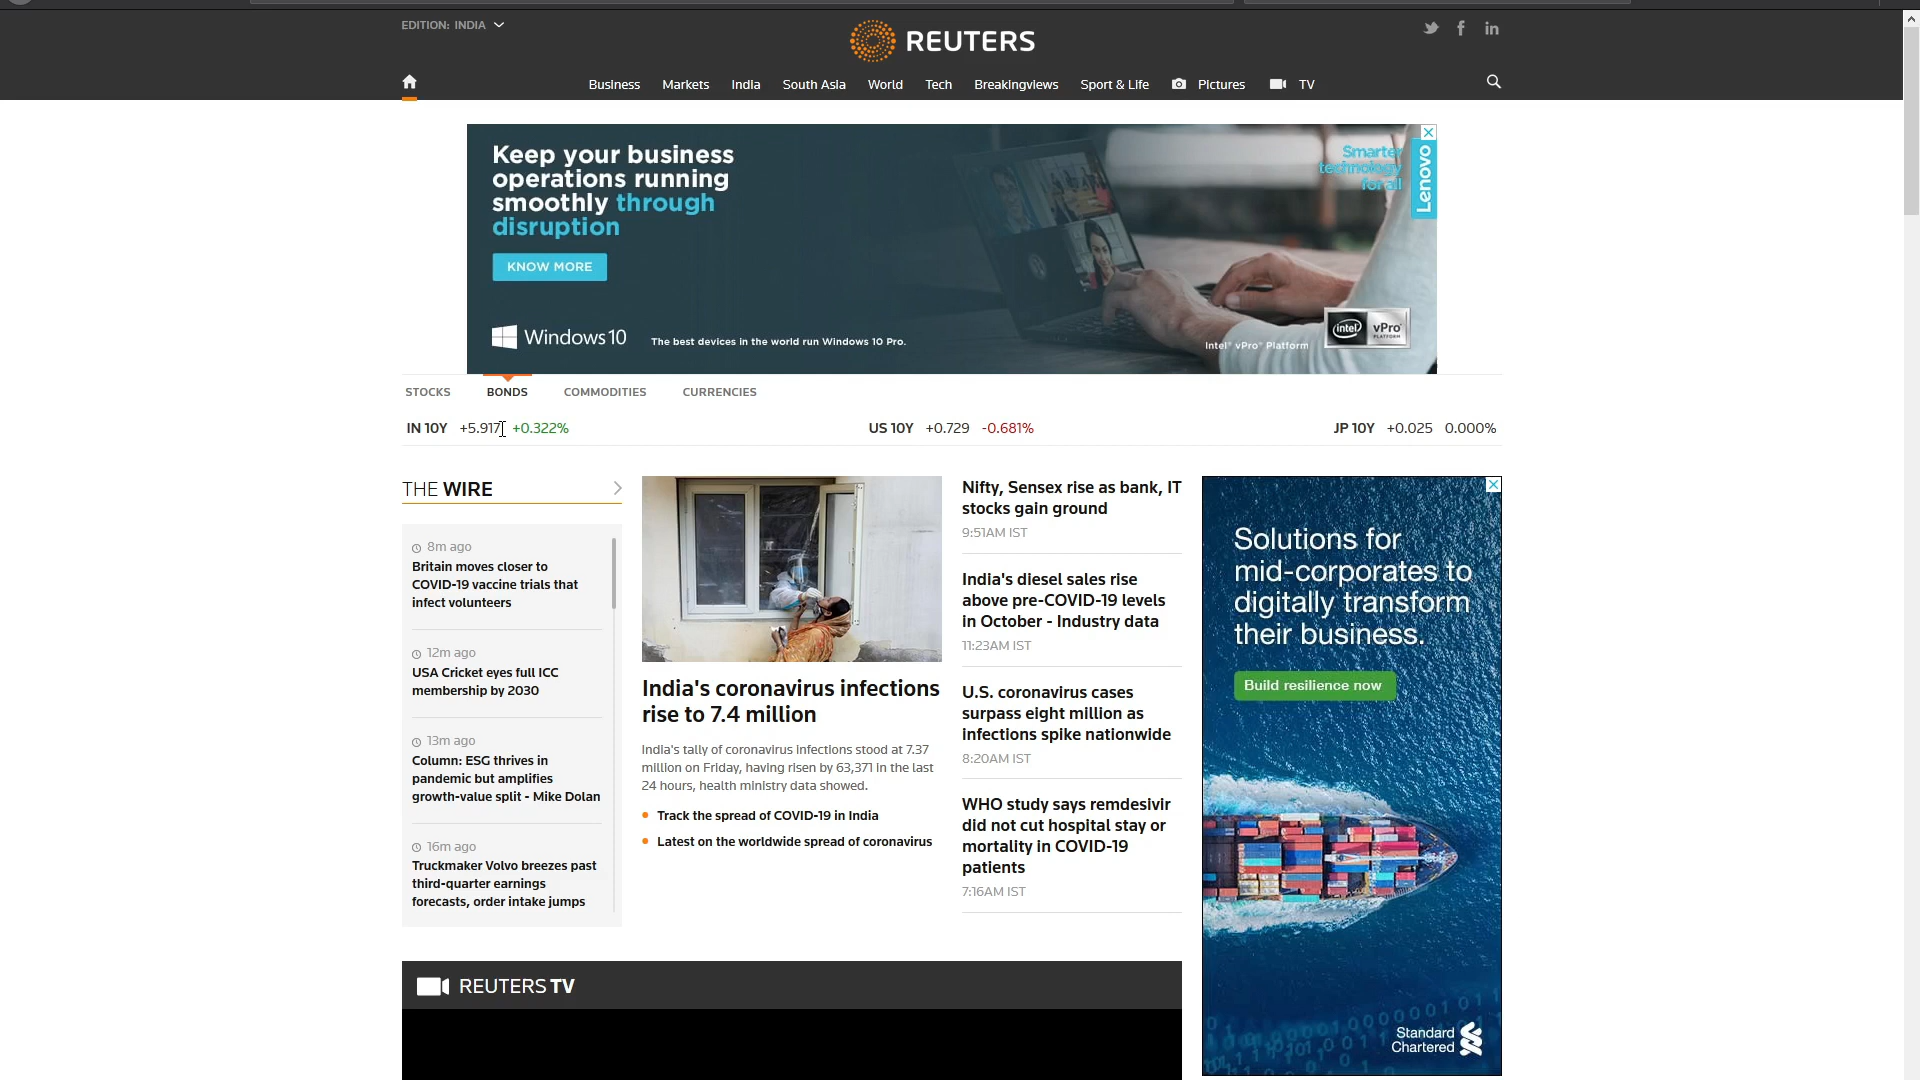 EDITION: INDIA
REUTERS
Business Markets India South Asia World Tech Breakingviews Sport & Life Pictures TV
Keep your business
operations running
smoothly through
disruption
KNOW MORE
Windows 10
The best devices in the world run Windows 10 Pro.
Smarter
technology
for all
Lenovo
intel vPro
PLATFORM
Intel® vPro® Platform
STOCKS BONDS COMMODITIES CURRENCIES
IN 10Y +5.917 +0.322% US 10Y +0.729 -0.681% JP 10Y +0.025 0.000%
THE WIRE
8m ago
Britain moves closer to
COVID-19 vaccine trials that
infect volunteers
12m ago
USA Cricket eyes full ICC
membership by 2030
13m ago
Column: ESG thrives in
pandemic but amplifies
growth-value split - Mike Dolan
16m ago
Truckmaker Volvo breezes past
third-quarter earnings
forecasts, order intake jumps
India's coronavirus infections
rise to 7.4 million
India's tally of coronavirus infections stood at 7.37
million on Friday, having risen by 63,371 in the last
24 hours, health ministry data showed.
Track the spread of COVID-19 in India
Latest on the worldwide spread of coronavirus
Nifty, Sensex rise as bank, IT
stocks gain ground
9:51AM IST
India's diesel sales rise
above pre-COVID-19 levels
in October - Industry data
11:23AM IST
U.S. coronavirus cases
surpass eight million as
infections spike nationwide
8:20AM IST
WHO study says remdesivir
did not cut hospital stay or
mortality in COVID-19
patients
7:16AM IST
Solutions for
mid-corporates to
digitally transform
their business.
Build resilience now
Standard
Chartered
REUTERS TV